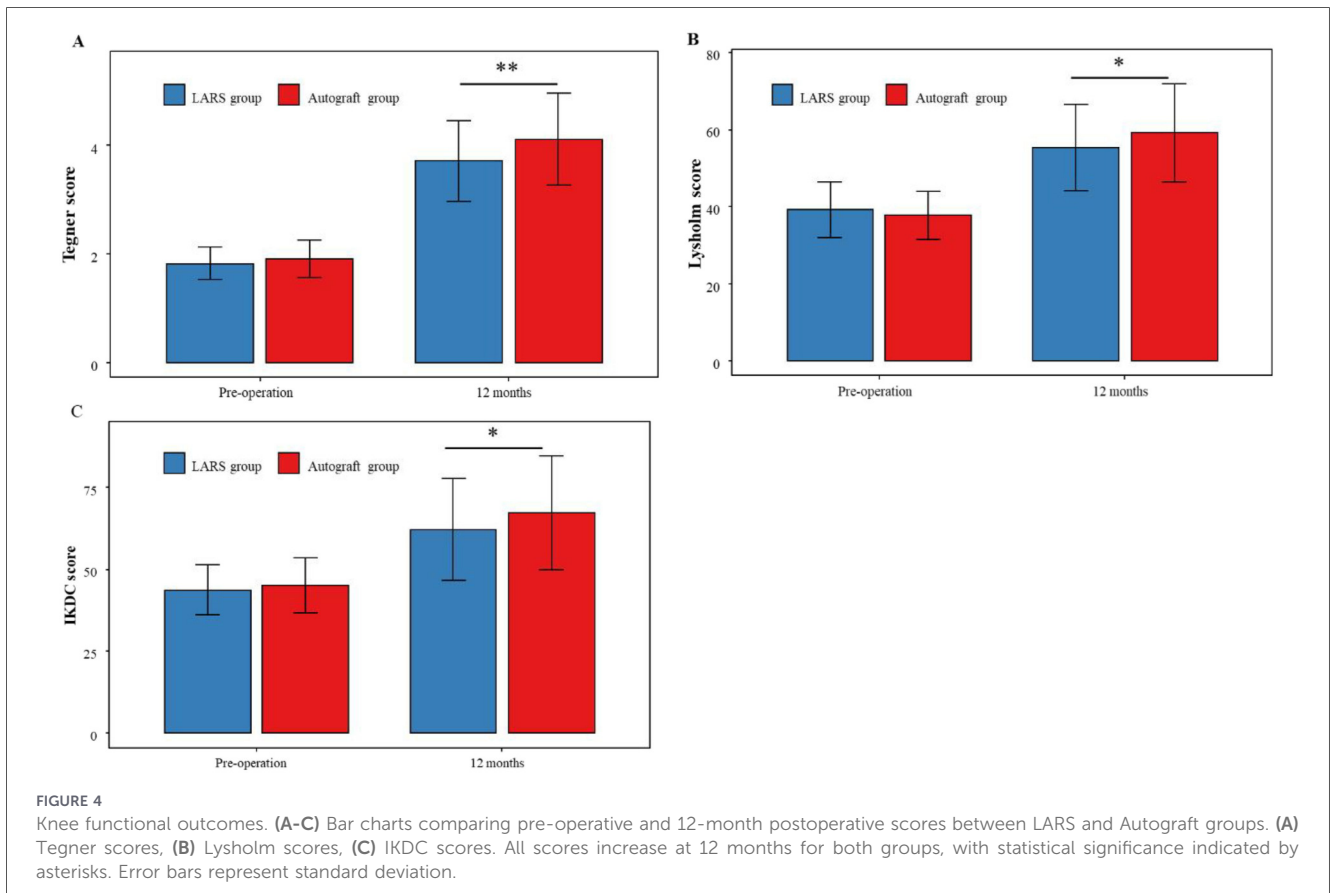 A
**
LARS group Autograft group
4
2
0
Tegner score
Pre-operation 12 months
B
80
*
LARS group Autograft group
60
40
20
0
Lysholm score
Pre-operation 12 months
C
*
LARS group Autograft group
75
50
25
0
IKDC score
Pre-operation 12 months
FIGURE 4
Knee functional outcomes. (A-C) Bar charts comparing pre-operative and 12-month postoperative scores between LARS and Autograft groups. (A)
Tegner scores, (B) Lysholm scores, (C) IKDC scores. All scores increase at 12 months for both groups, with statistical significance indicated by
asterisks. Error bars represent standard deviation.